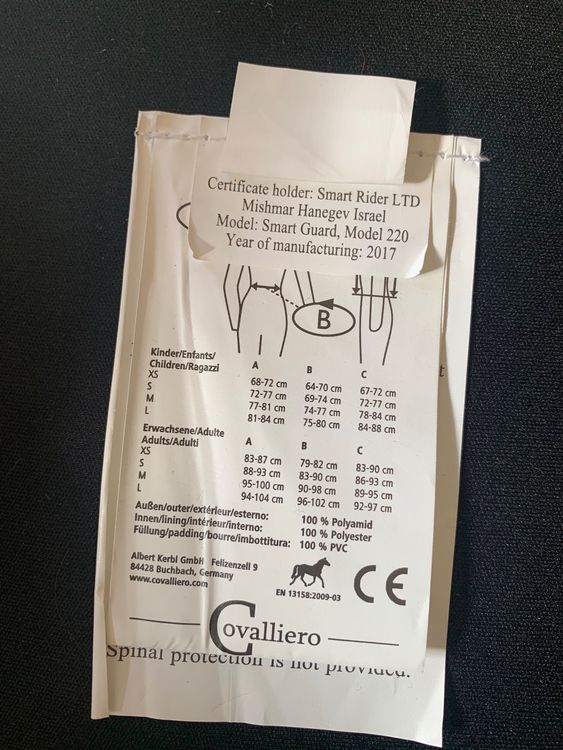 Certificate holder: Smart Rider LTD
Mishmar Hanegev Israel
Model: Smart Guard, Model 220
Year of manufacturing: 2017
B
Kinder/Enfants/
Children/Ragazzi A B C
XS 68-72 cm 64-70 cm 67-72 cm
S 72-77 cm 69-74 cm 72-77 cm
M 77-81 cm 74-77 cm 78-84 cm
L 81-84 cm 75-80 cm 84-88 cm
Erwachsene/Adulte
Adults/Adulti A B C
XS 83-87 cm 79-82 cm 83-90 cm
S 88-93 cm 83-90 cm 86-93 cm
M 95-100 cm 90-98 cm 89-95 cm
L 94-104 cm 96-102 cm 92-97 cm
Außen/outer/extérieur/esterno: 100 % Polyamid
Innen/lining/intérieur/interno: 100 % Polyester
Füllung/padding/bourre/imbottitura: 100 % PVC
Albert Kerbl GmbH Felizenzell 9
84428 Buchbach, Germany
www.covalliero.com
EN 13158:2009-03
CE
Covalliero
Spinal protection is not provided.